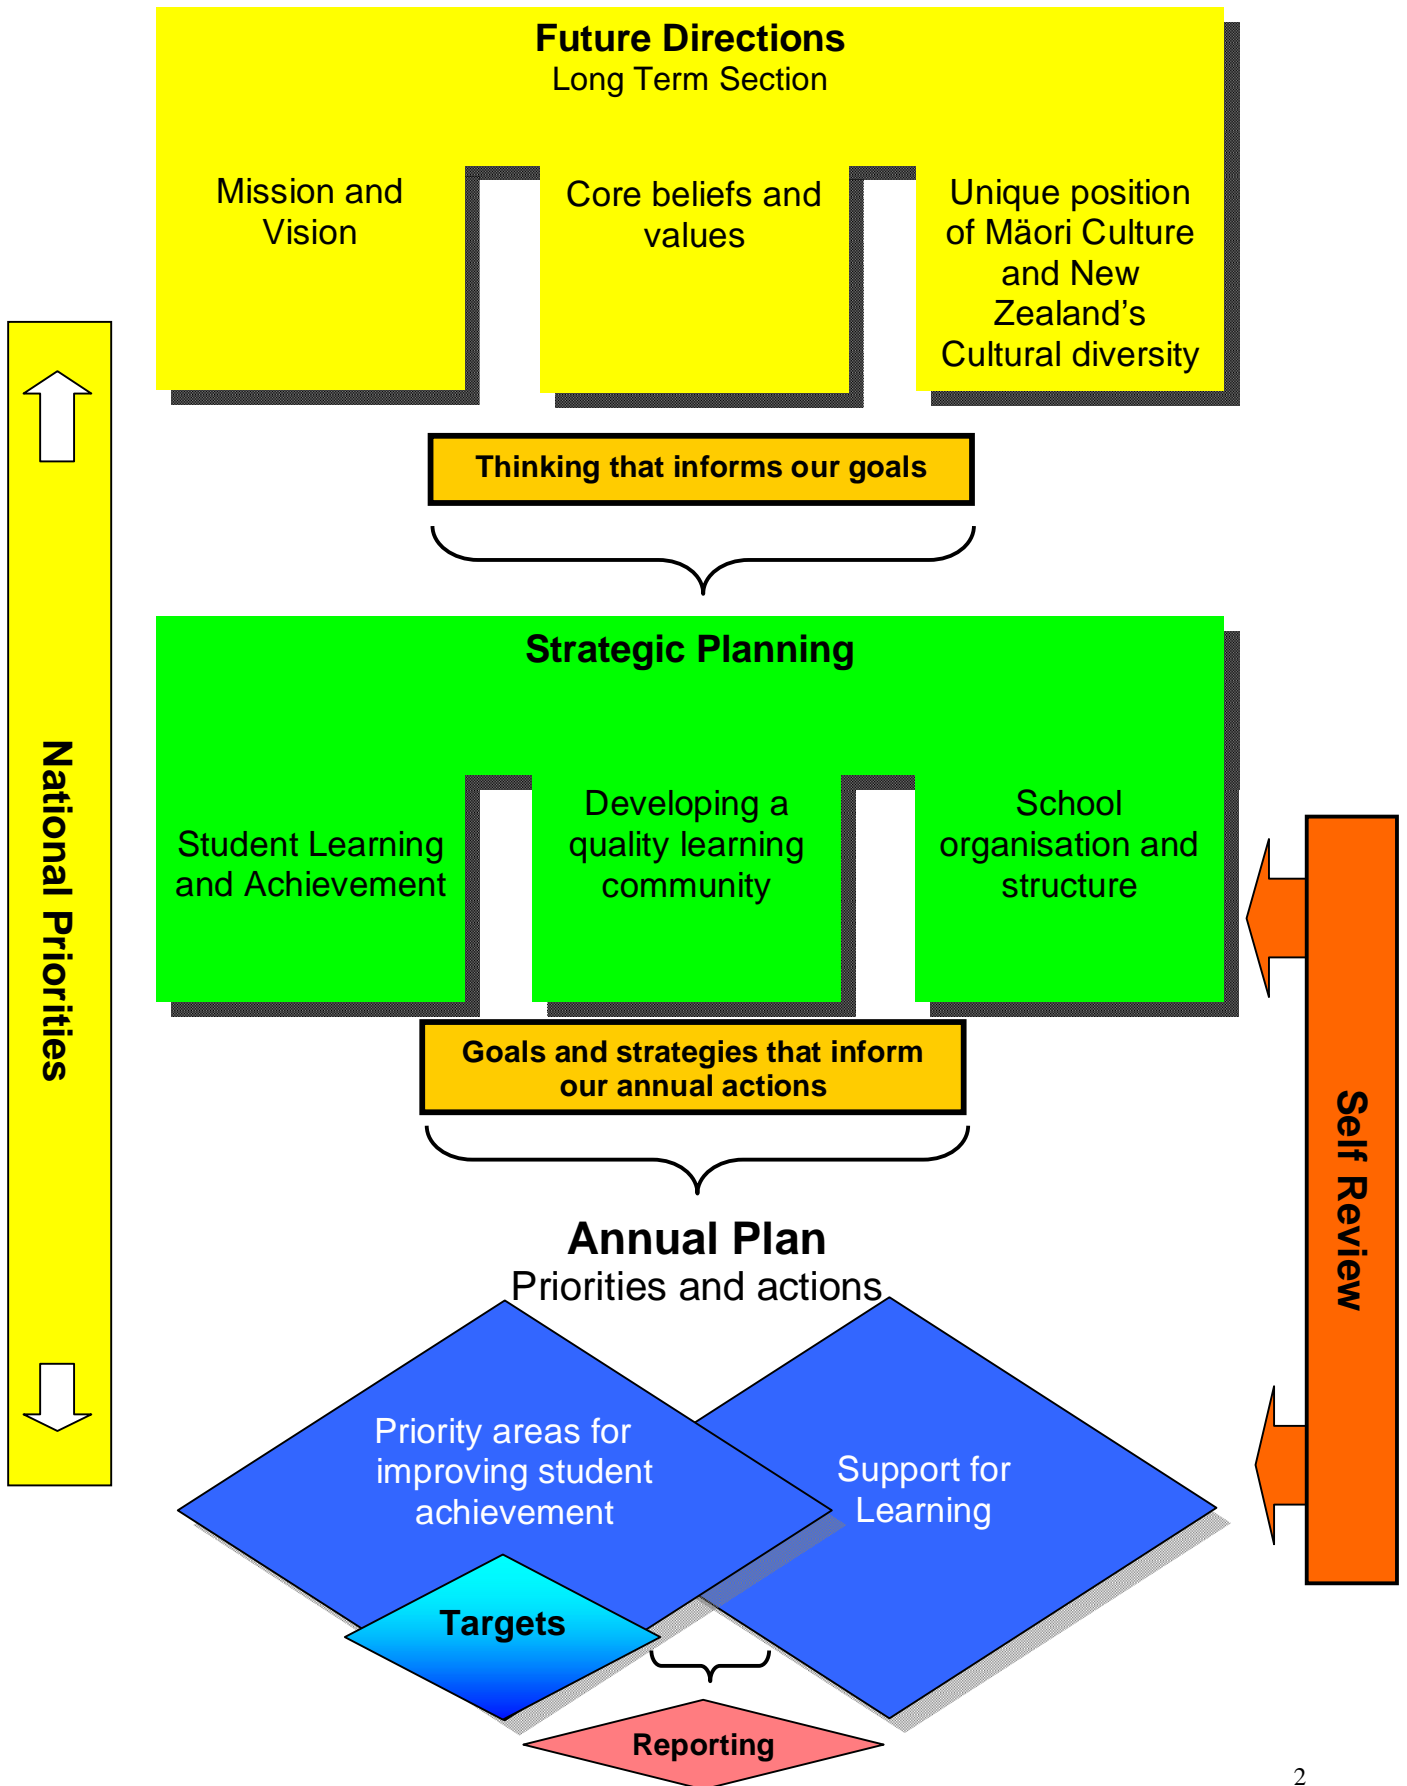 Future Directions
Long Term Section
Mission and
Vision
Core beliefs and
values
Unique position
of Mäori Culture
and New
Zealand's
Cultural diversity
Thinking that informs our goals
National Priorities
Strategic Planning
Student Learning
and Achievement
Developing a
quality learning
community
School
organisation and
structure
Self Review
Goals and strategies that inform
our annual actions
Annual Plan
Priorities and actions
Priority areas for
improving student
achievement
Support for
Learning
Targets
Reporting
2